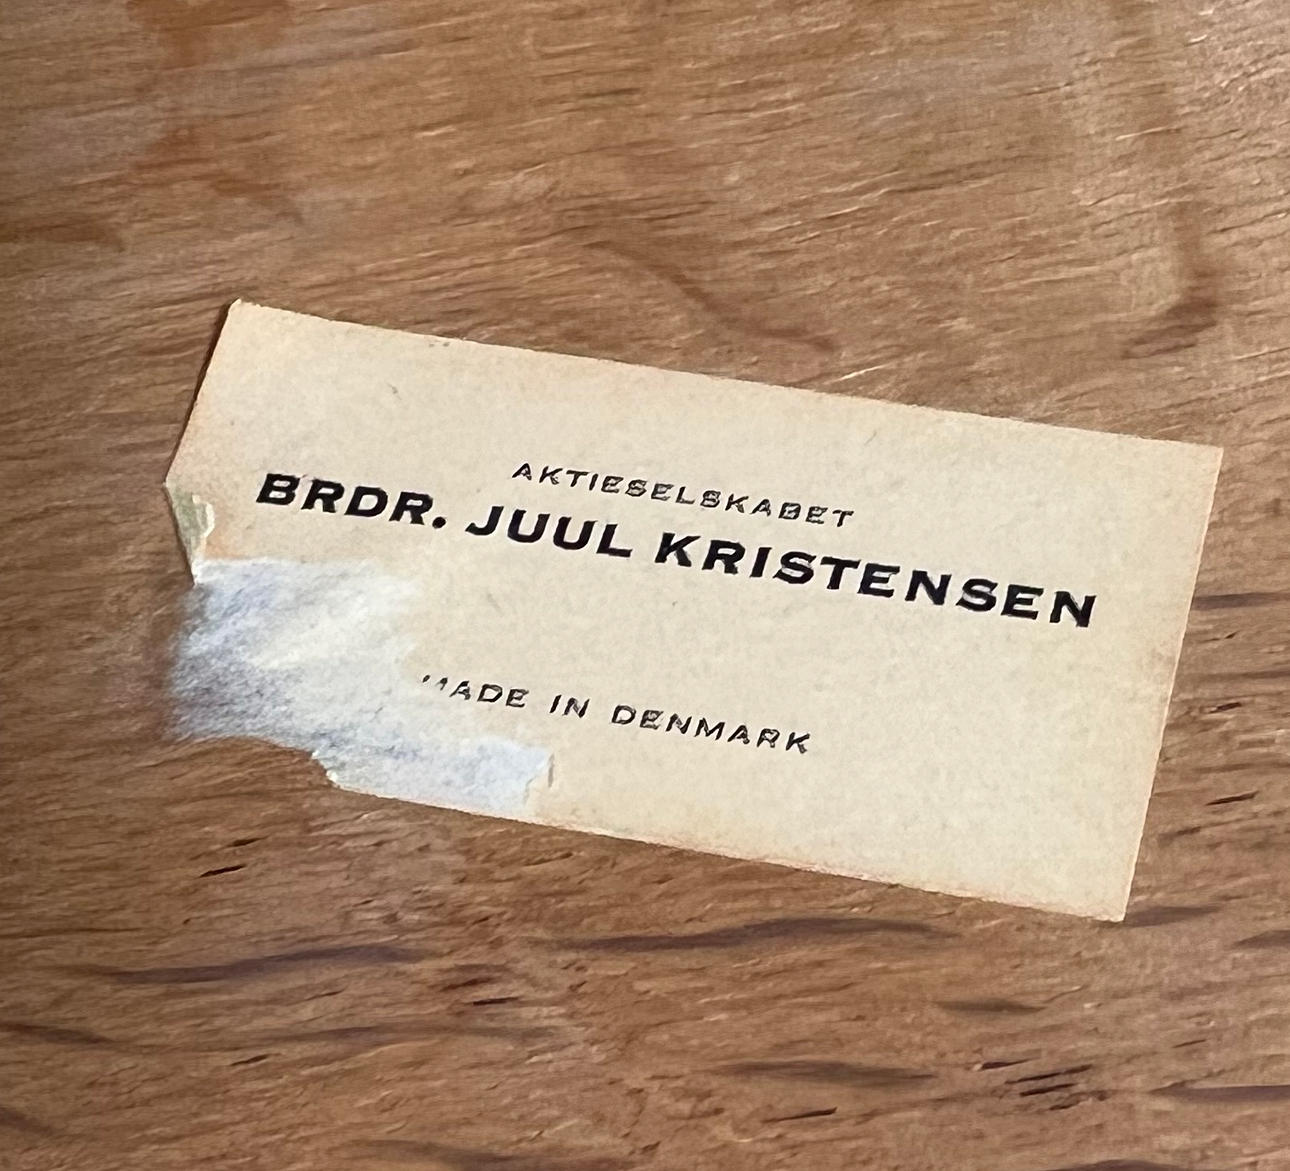 AKTIESELSKABET
BRDR. JUUL KRISTENSEN
MADE IN DENMARK